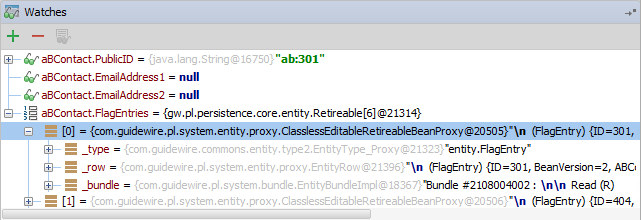 Watches
aBContact.PublicID = {java.lang.String@16750}"ab:301"
aBContact.EmailAddress1 = null
aBContact.EmailAddress2 = null
aBContact.FlagEntries = {gw.pl.persistence.core.entity.Retireable[6]@21314}
[0] = {com.guidewire.pl.system.entity.proxy.ClasslessEditableRetireableBeanProxy@20505}"\n (FlagEntry) {ID=301,
_type = {com.guidewire.commons.entity.type2.EntityType_Proxy@21323}"entity.FlagEntry"
_row = {com.guidewire.pl.system.entity.proxy.EntityRow@21396}"\n (FlagEntry) {ID=301, BeanVersion=2, ABCo
_bundle = {com.guidewire.pl.system.bundle.EntityBundleImpl@18367}"Bundle #2108004002 : \n\n Read (R)
[1] = {com.guidewire.pl.system.entity.proxy.ClasslessEditableRetireableBeanProxy@20506}"\n (FlagEntry) {ID=404,